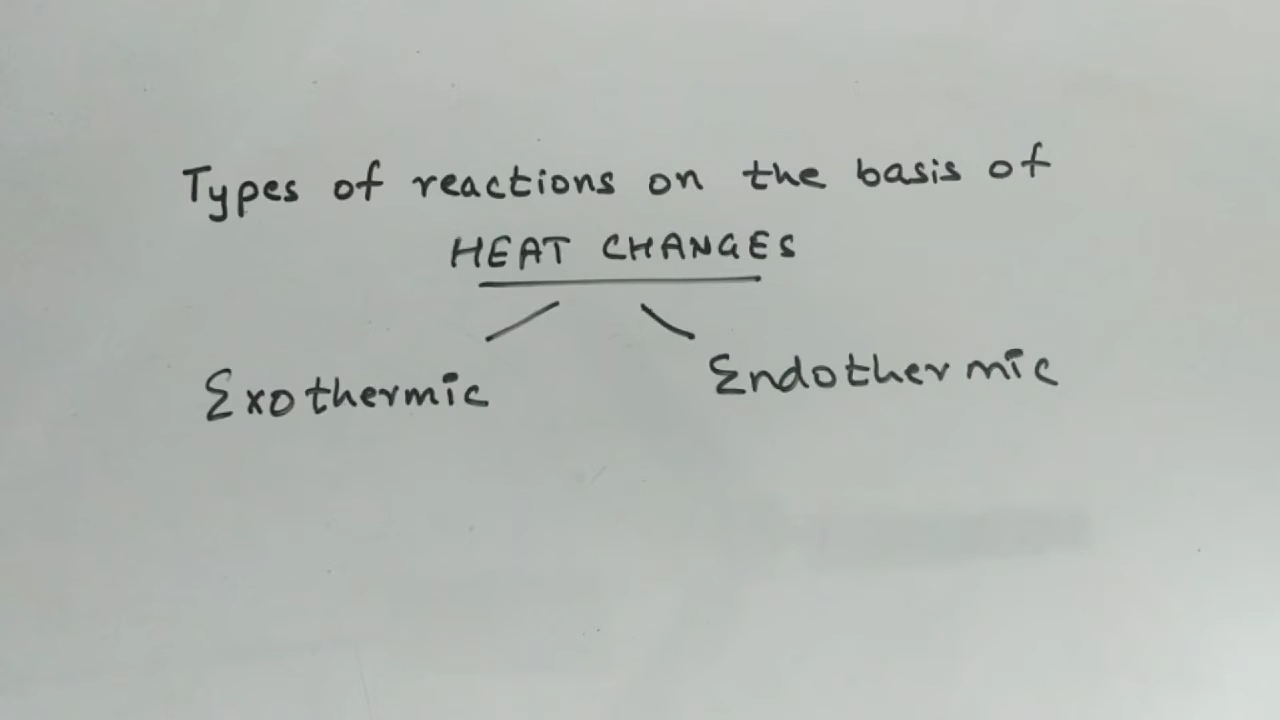 Types of reactions on the basis of
HEAT CHANGES
Exothermic
Endothermic